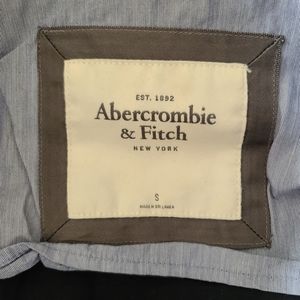 EST. 1892
Abercrombie
& Fitch
NEW YORK
S
MADE IN SRI LANKA